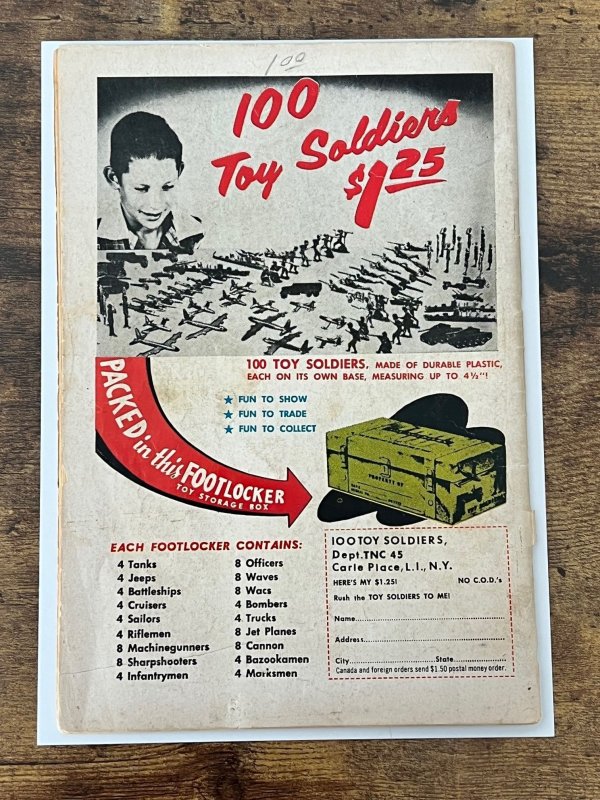 1 00
100
Toy Soldiers
$1 25
100 TOY SOLDIERS, MADE OF DURABLE PLASTIC,
EACH ON ITS OWN BASE, MEASURING UP TO 4½"!
★ FUN TO SHOW
★ FUN TO TRADE
★ FUN TO COLLECT
PACKED in this FOOTLOCKER
TOY STORAGE BOX
PROPERTY OF
EACH FOOTLOCKER CONTAINS:
4 Tanks
4 Jeeps
4 Battleships
4 Cruisers
4 Sailors
4 Riflemen
8 Machinegunners
8 Sharpshooters
4 Infantrymen
8 Officers
8 Waves
8 Wacs
4 Bombers
4 Trucks
8 Jet Planes
8 Cannon
4 Bazookamen
4 Marksmen
100 TOY SOLDIERS,
Dept. TNC 45
Carle Place, L.I., N.Y.
HERE'S MY $1.25! NO C.O.D.'s
Rush the TOY SOLDIERS TO ME!
Name
Address
City State
Canada and foreign orders send $1.50 postal money order.